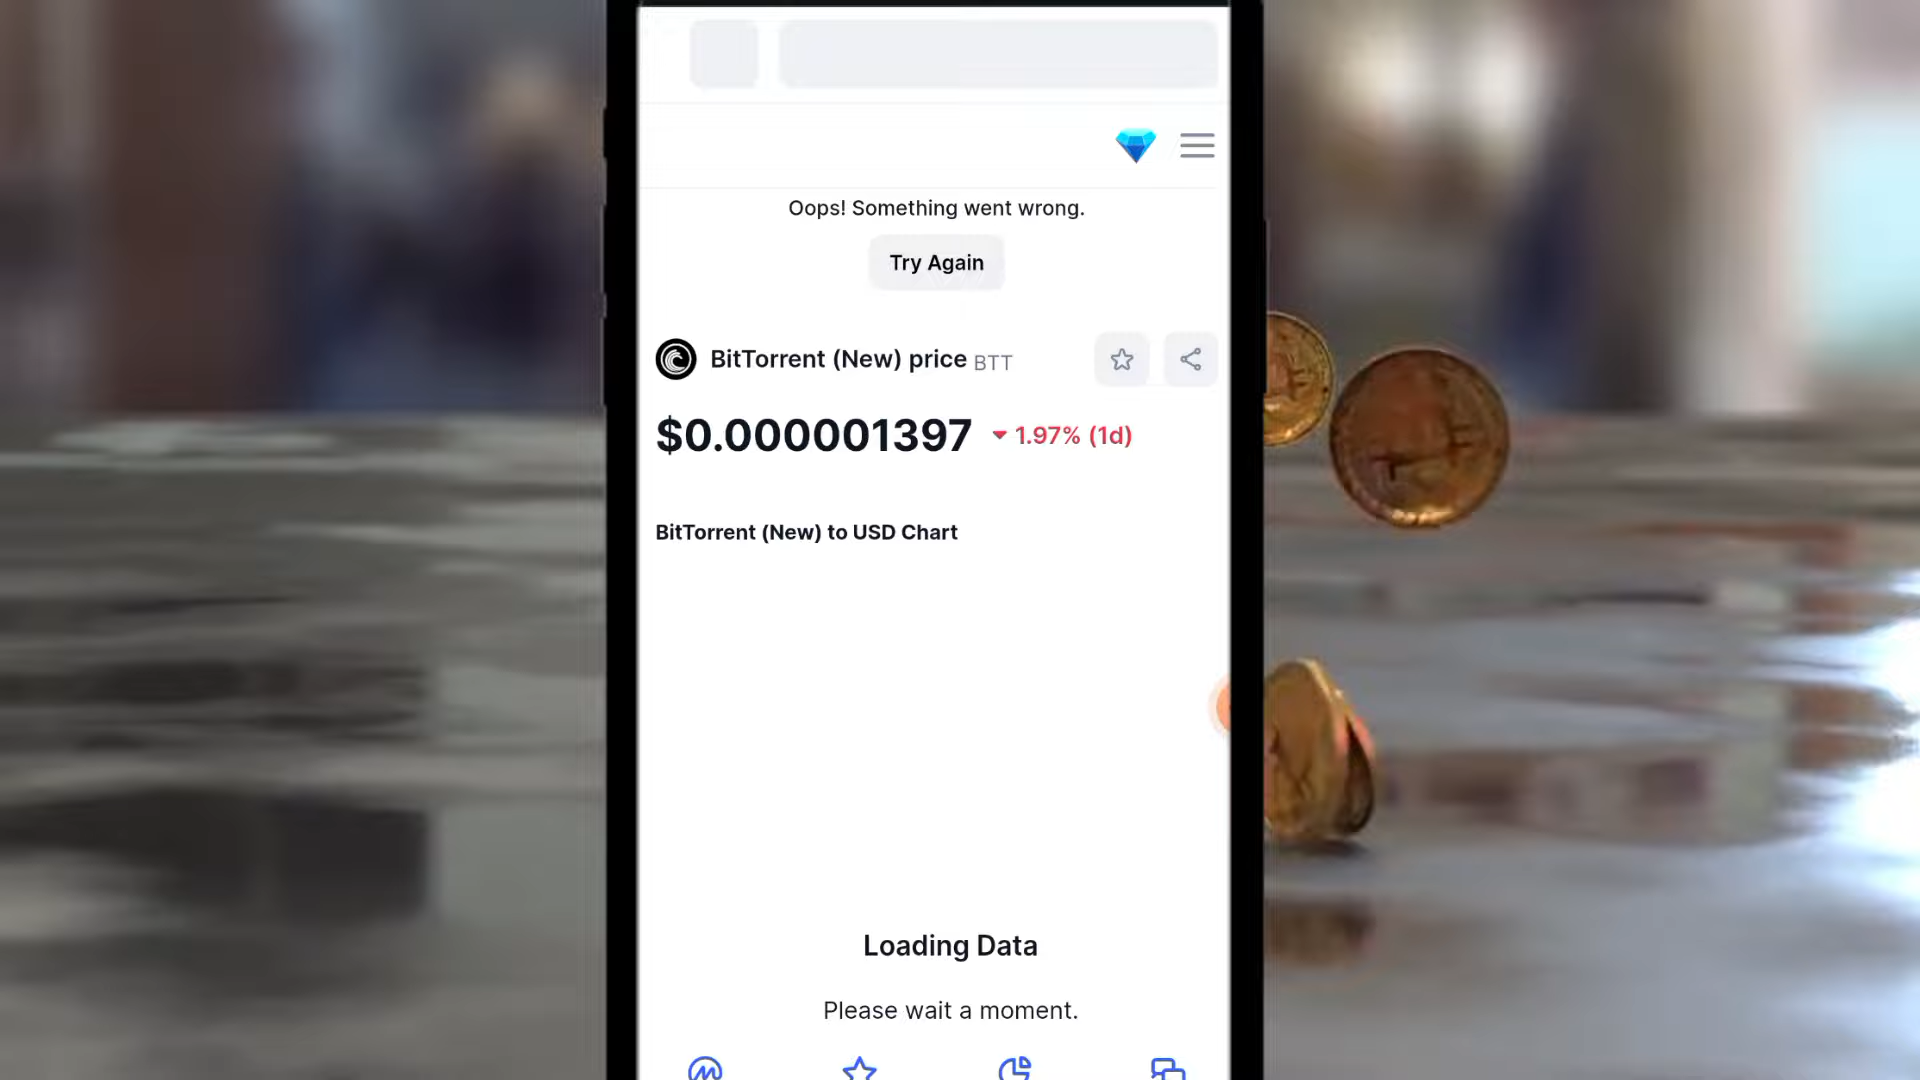 Oops! Something went wrong.
Try Again
BitTorrent (New) price BTT
$0.000001397 1.97% (1d)
BitTorrent (New) to USD Chart
Loading Data
Please wait a moment.